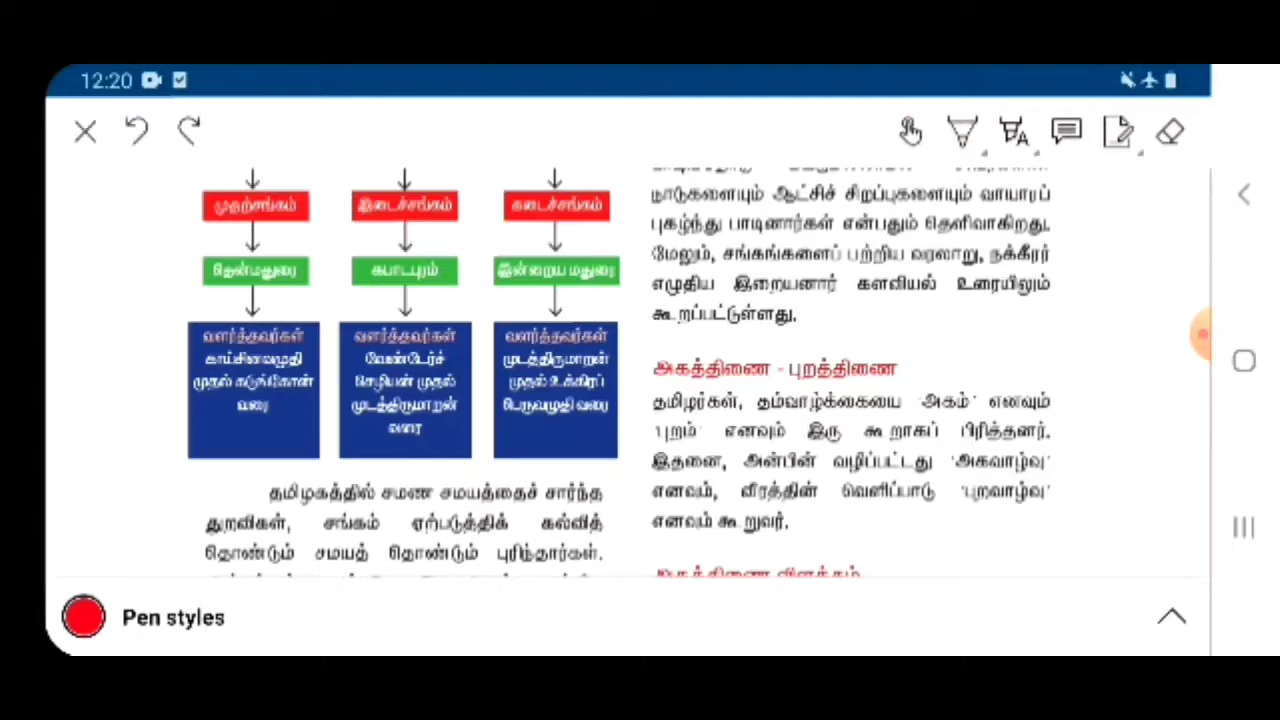 12:20
முதற்சங்கம்
இடைச்சங்கம்
கடைச்சங்கம்
தென்மதுரை
கபாடபுரம்
இன்றைய மதுரை
வளர்த்தவர்கள்
காய்சினவழுதி
முதல் கடுங்கோன்
வரை
வளர்த்தவர்கள்
வேண்டேர்ச்
செழியன் முதல்
முடத்திருமாறன்
வரை
வளர்த்தவர்கள்
முடத்திருமாறன்
முதல் உக்கிரப்
பெருவழுதி வரை
தமிழகத்தில் சமண சமயத்தைச் சார்ந்த
துறவிகள், சங்கம் ஏற்படுத்திக் கல்வித்
தொண்டும் சமயத் தொண்டும் புரிந்தார்கள்.
நாடுகளையும் ஆட்சிச் சிறப்புகளையும் வாயாரப்
புகழ்ந்து பாடினார்கள் என்பதும் தெளிவாகிறது.
மேலும், சங்கங்களைப் பற்றிய வரலாறு, நக்கீரர்
எழுதிய இறையனார் களவியல் உரையிலும்
கூறப்பட்டுள்ளது.
அகத்திணை - புறத்திணை
தமிழர்கள், தம்வாழ்க்கையை 'அகம்' எனவும்
'புறம்' எனவும் இரு கூறாகப் பிரித்தனர்.
இதனை, அன்பின் வழிப்பட்டது 'அகவாழ்வு'
எனவும், வீரத்தின் வெளிப்பாடு 'புறவாழ்வு'
எனவும் கூறுவர்.
அகத்திணை விளக்கம்
Pen styles